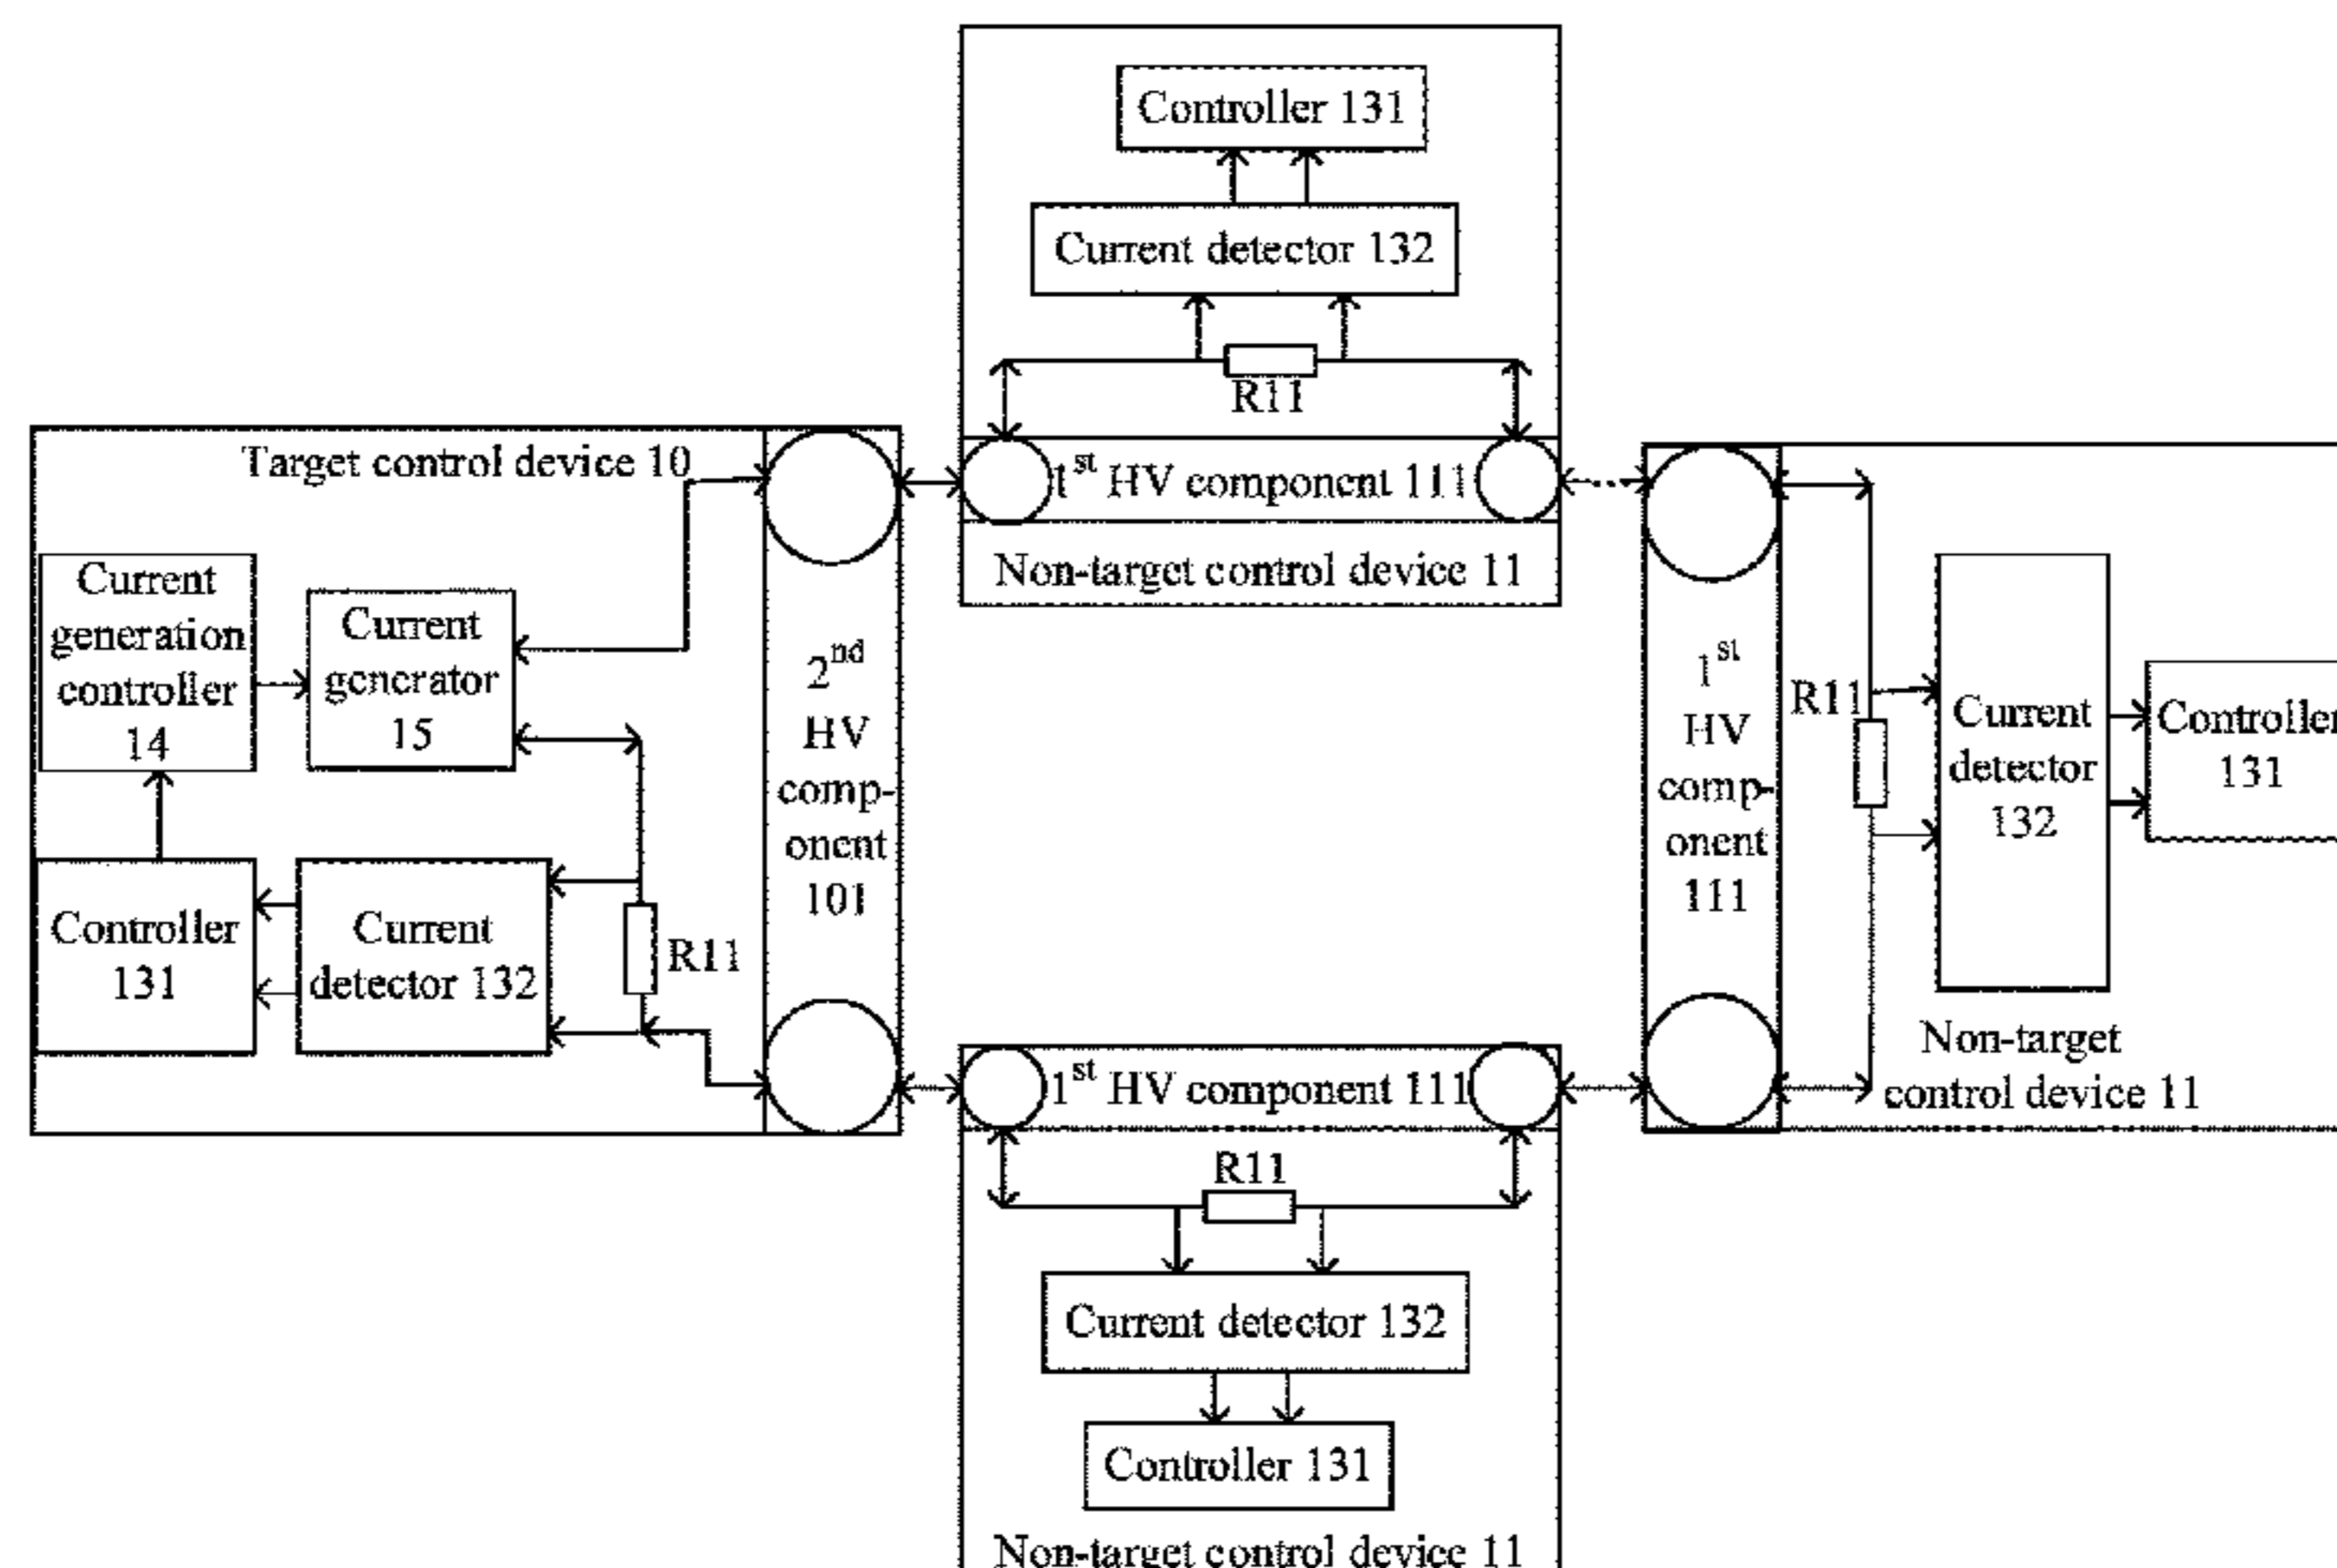 Controller 131
Current detector 132
R11
1st HV component 111
Non-target control device 11
Target control device 10
Current
generation
controller
14
Current
generator
15
Controller
131
Current
detector 132
R11
2nd
HV
comp-
onent
101
1st
HV
comp-
onent
111
R11
Current
detector
132
Controller
131
Non-target
control device 11
1st HV component 111
R11
Current detector 132
Controller 131
Non-target control device 11